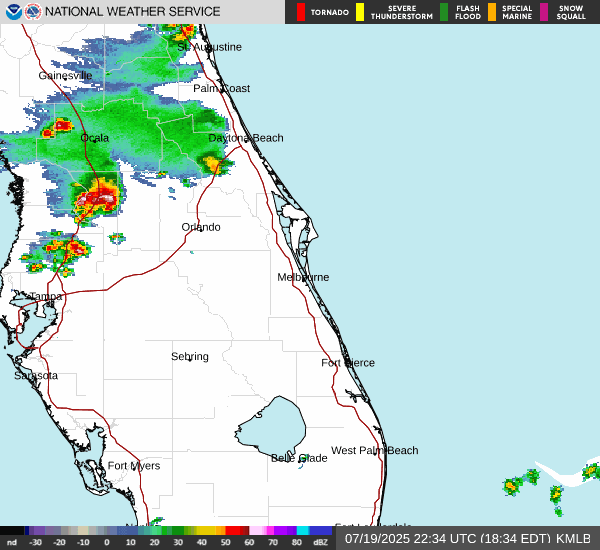 NATIONAL WEATHER SERVICE
TORNADO
SEVERE THUNDERSTORM
FLASH FLOOD
SPECIAL MARINE
SNOW SQUALL
St. Augustine
Gainesville
Palm Coast
Ocala
Daytona Beach
Orlando
Melbourne
Tampa
Sebring
Fort Pierce
Sarasota
West Palm Beach
Belle Glade
Fort Myers
Fort Lauderdale
nd -20 -10 0 10 20 30 40 50 60 70 80 dBZ
07/19/2025 22:34 UTC (18:34 EDT) KMLB